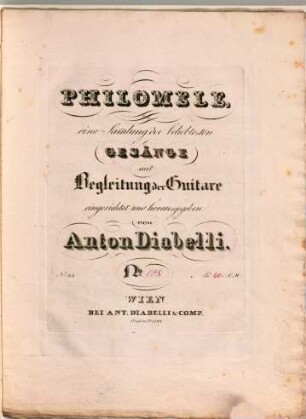 PHILOMELE,
eine Samlung der beliebtesten
GESÄNGE
mit
Begleitung der Guitare
eingerichtet und herausgegeben
von
Anton Diabelli.
No.
WIEN
BEI ANT. DIABELLI & COMP.